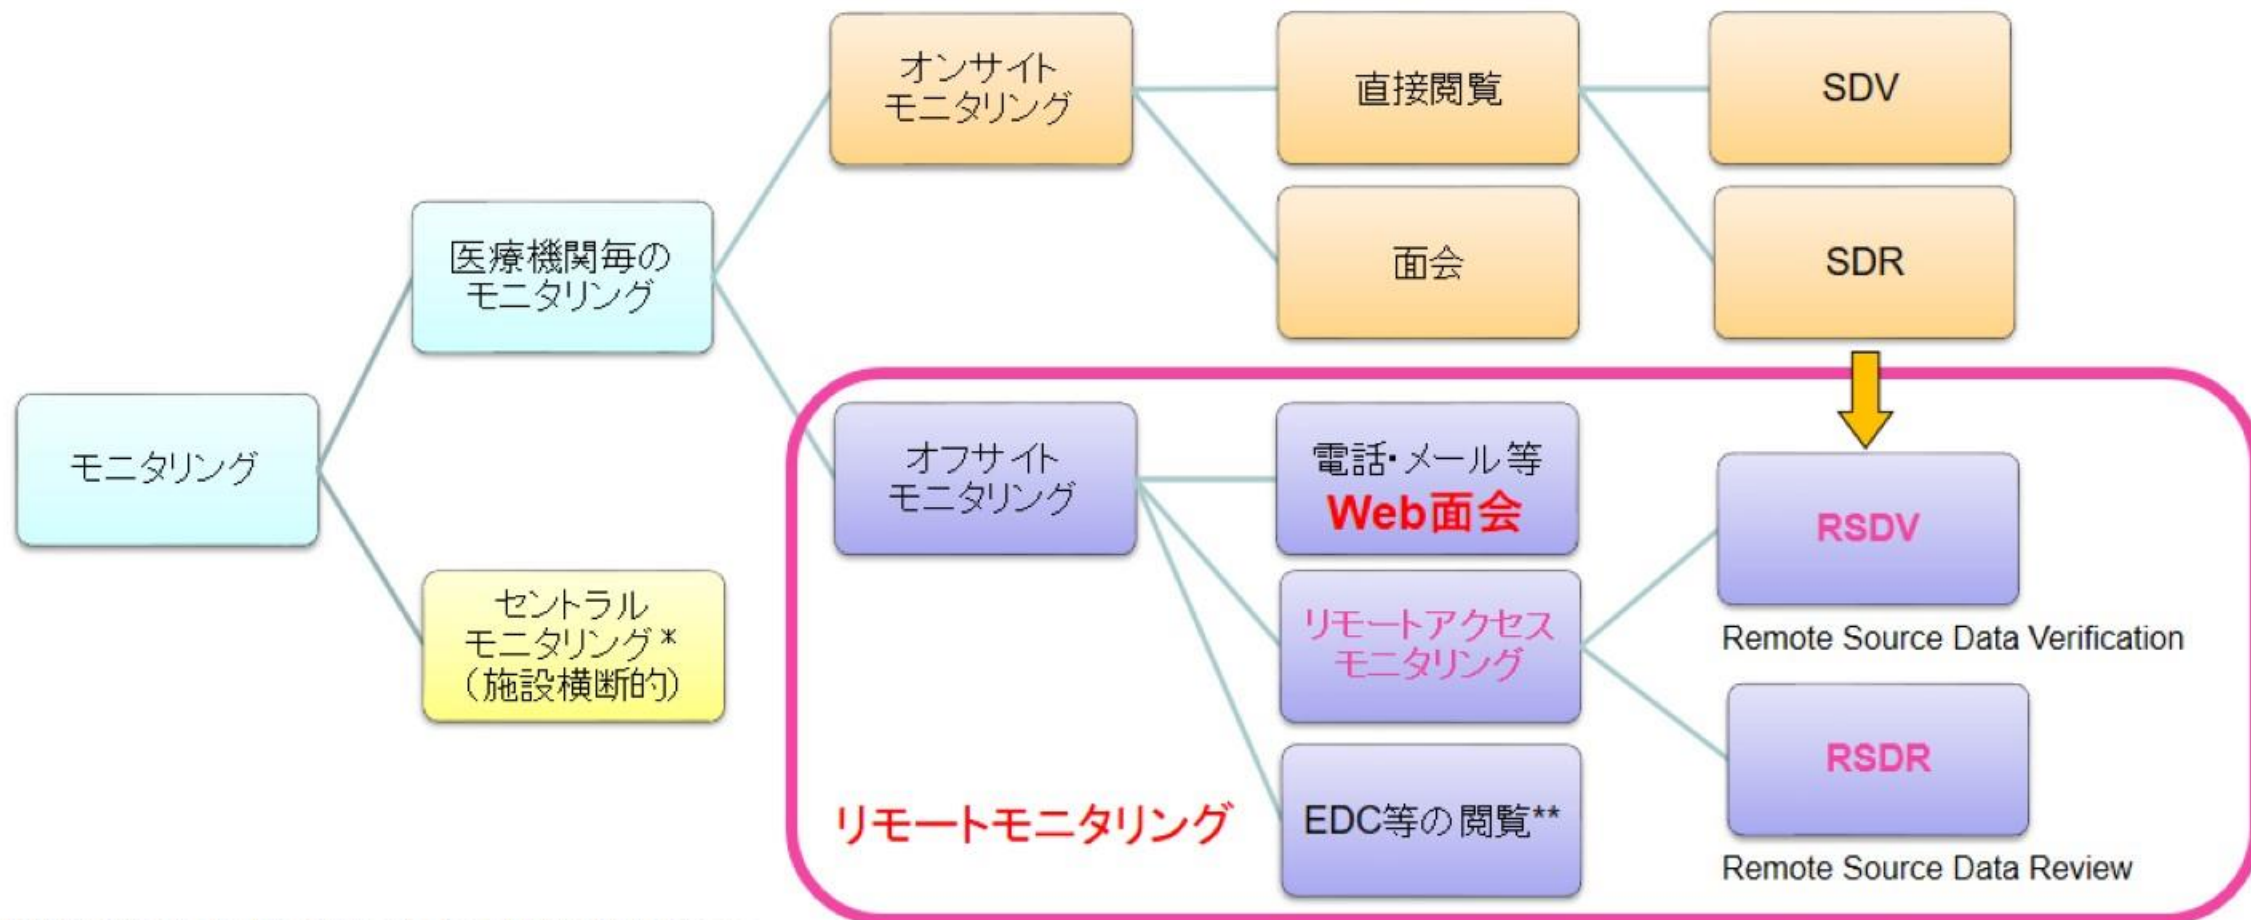 オンサイト
モニタリング
直接閲覧
SDV
医療機関毎の
モニタリング
面会
SDR
モニタリング
オフサイト
モニタリング
電話・メール等
Web面会
RSDV
Remote Source Data Verification
セントラル
モニタリング*
（施設横断的）
リモートアクセス
モニタリング
RSDR
Remote Source Data Review
リモートモニタリング
EDC等の閲覧**